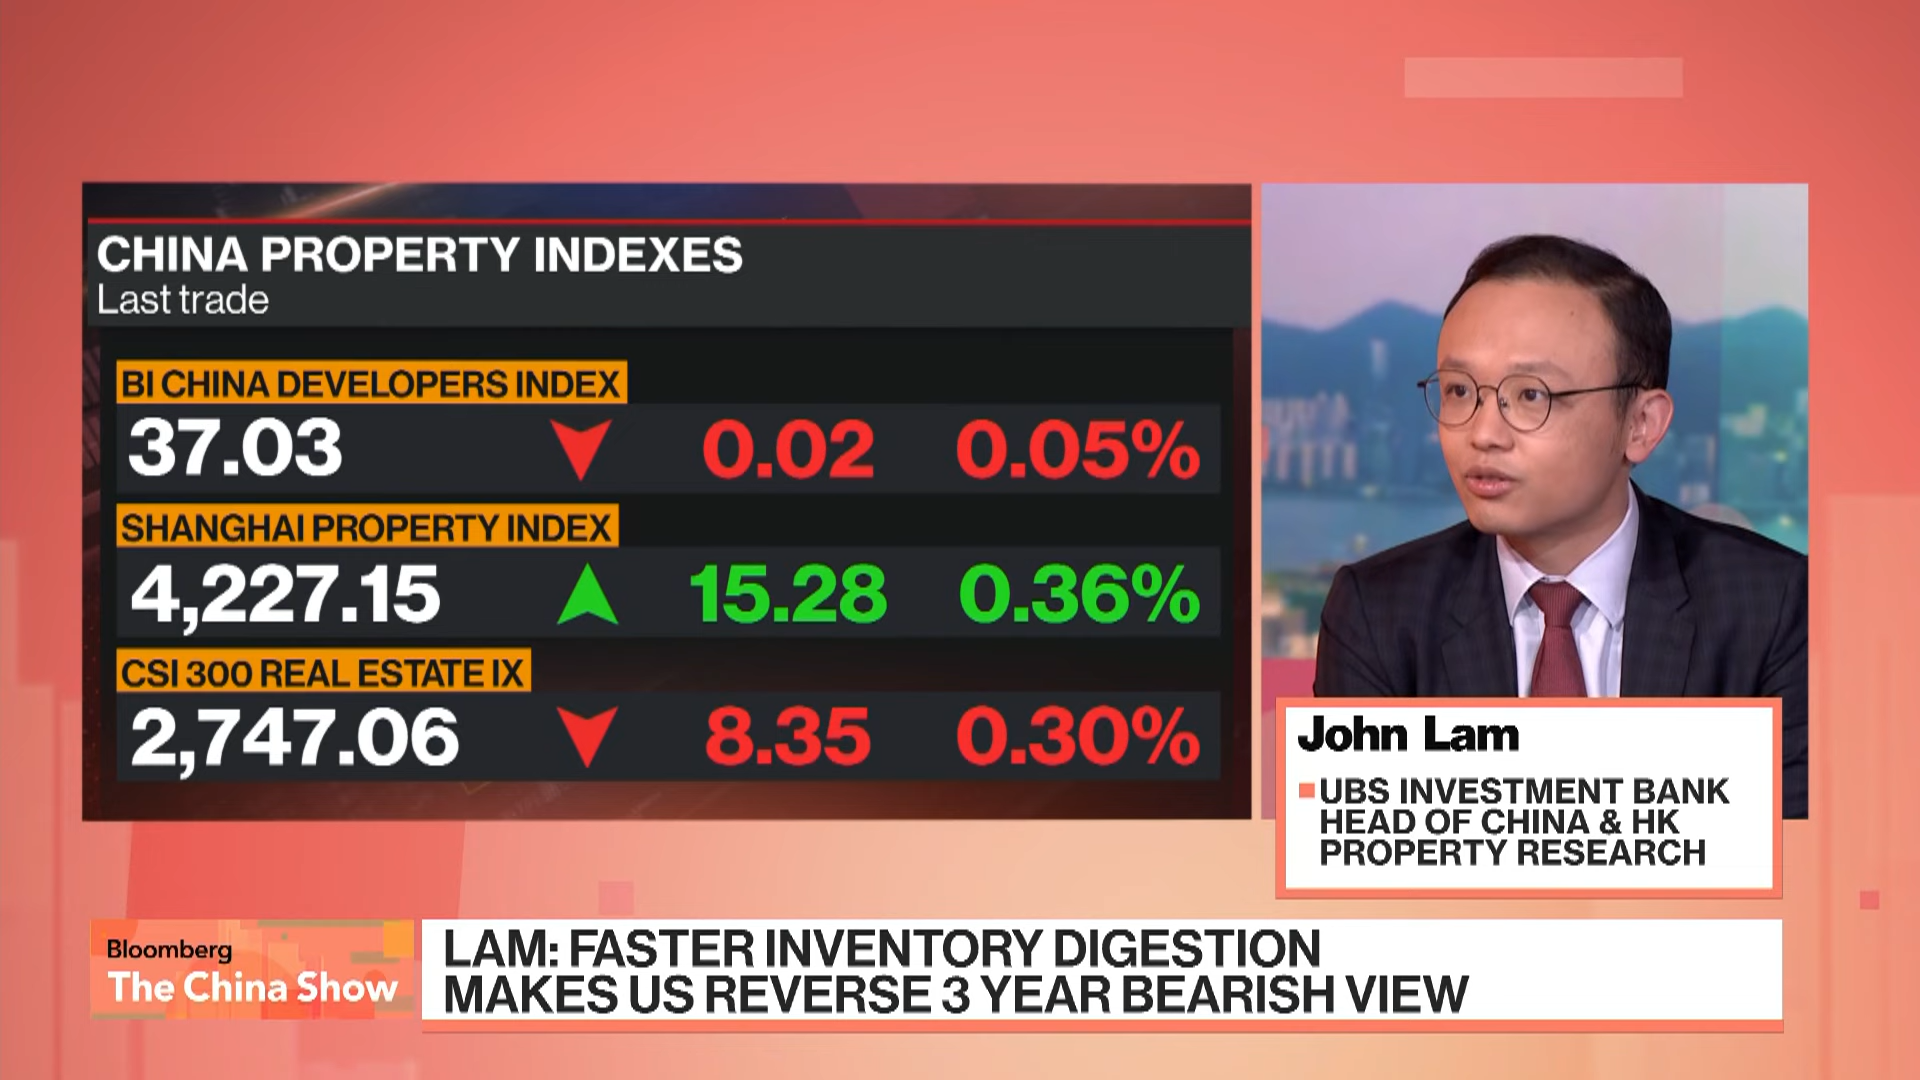 CHINA PROPERTY INDEXES
Last trade
BI CHINA DEVELOPERS INDEX
37.03 ▼ 0.02 0.05%
SHANGHAI PROPERTY INDEX
4,227.15 ▲ 15.28 0.36%
CSI 300 REAL ESTATE IX
2,747.06 ▼ 8.35 0.30%
John Lam
UBS INVESTMENT BANK
HEAD OF CHINA & HK
PROPERTY RESEARCH
Bloomberg
The China Show
LAM: FASTER INVENTORY DIGESTION
MAKES US REVERSE 3 YEAR BEARISH VIEW